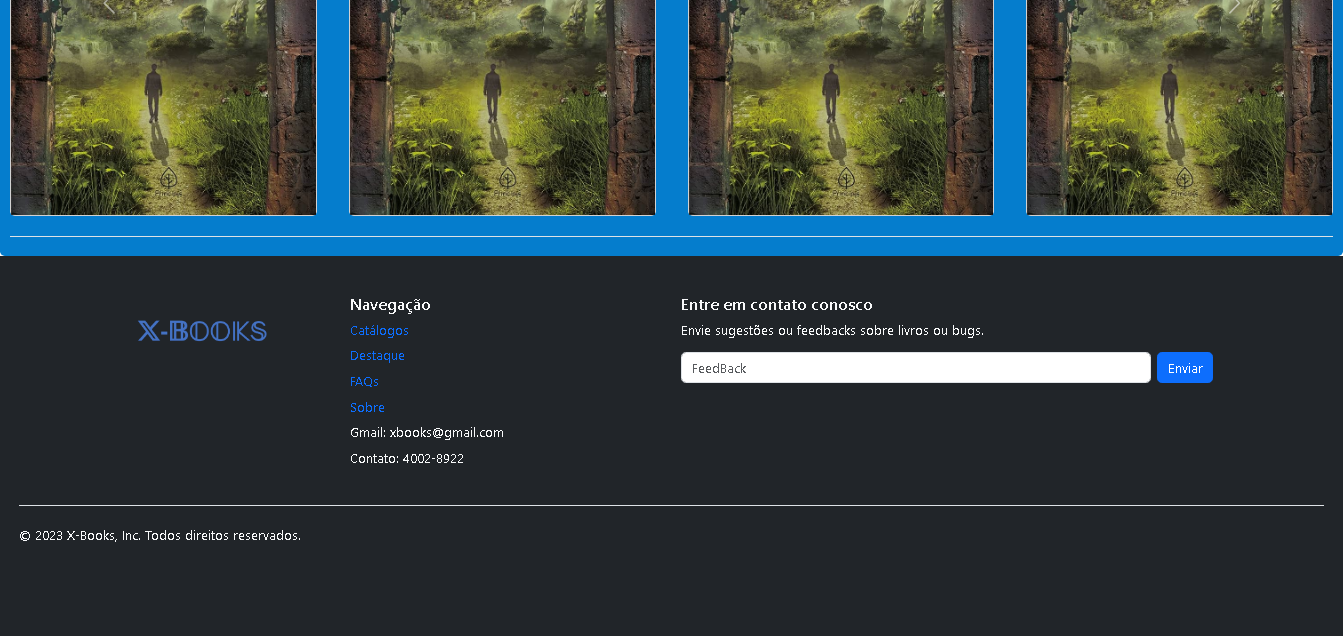 X-BOOKS
Navegação
Catálogos
Destaque
FAQs
Sobre
Gmail: xbooks@gmail.com
Contato: 4002-8922
Entre em contato conosco
Envie sugestões ou feedbacks sobre livros ou bugs.
FeedBack
Enviar
© 2023 X-Books, Inc. Todos direitos reservados.